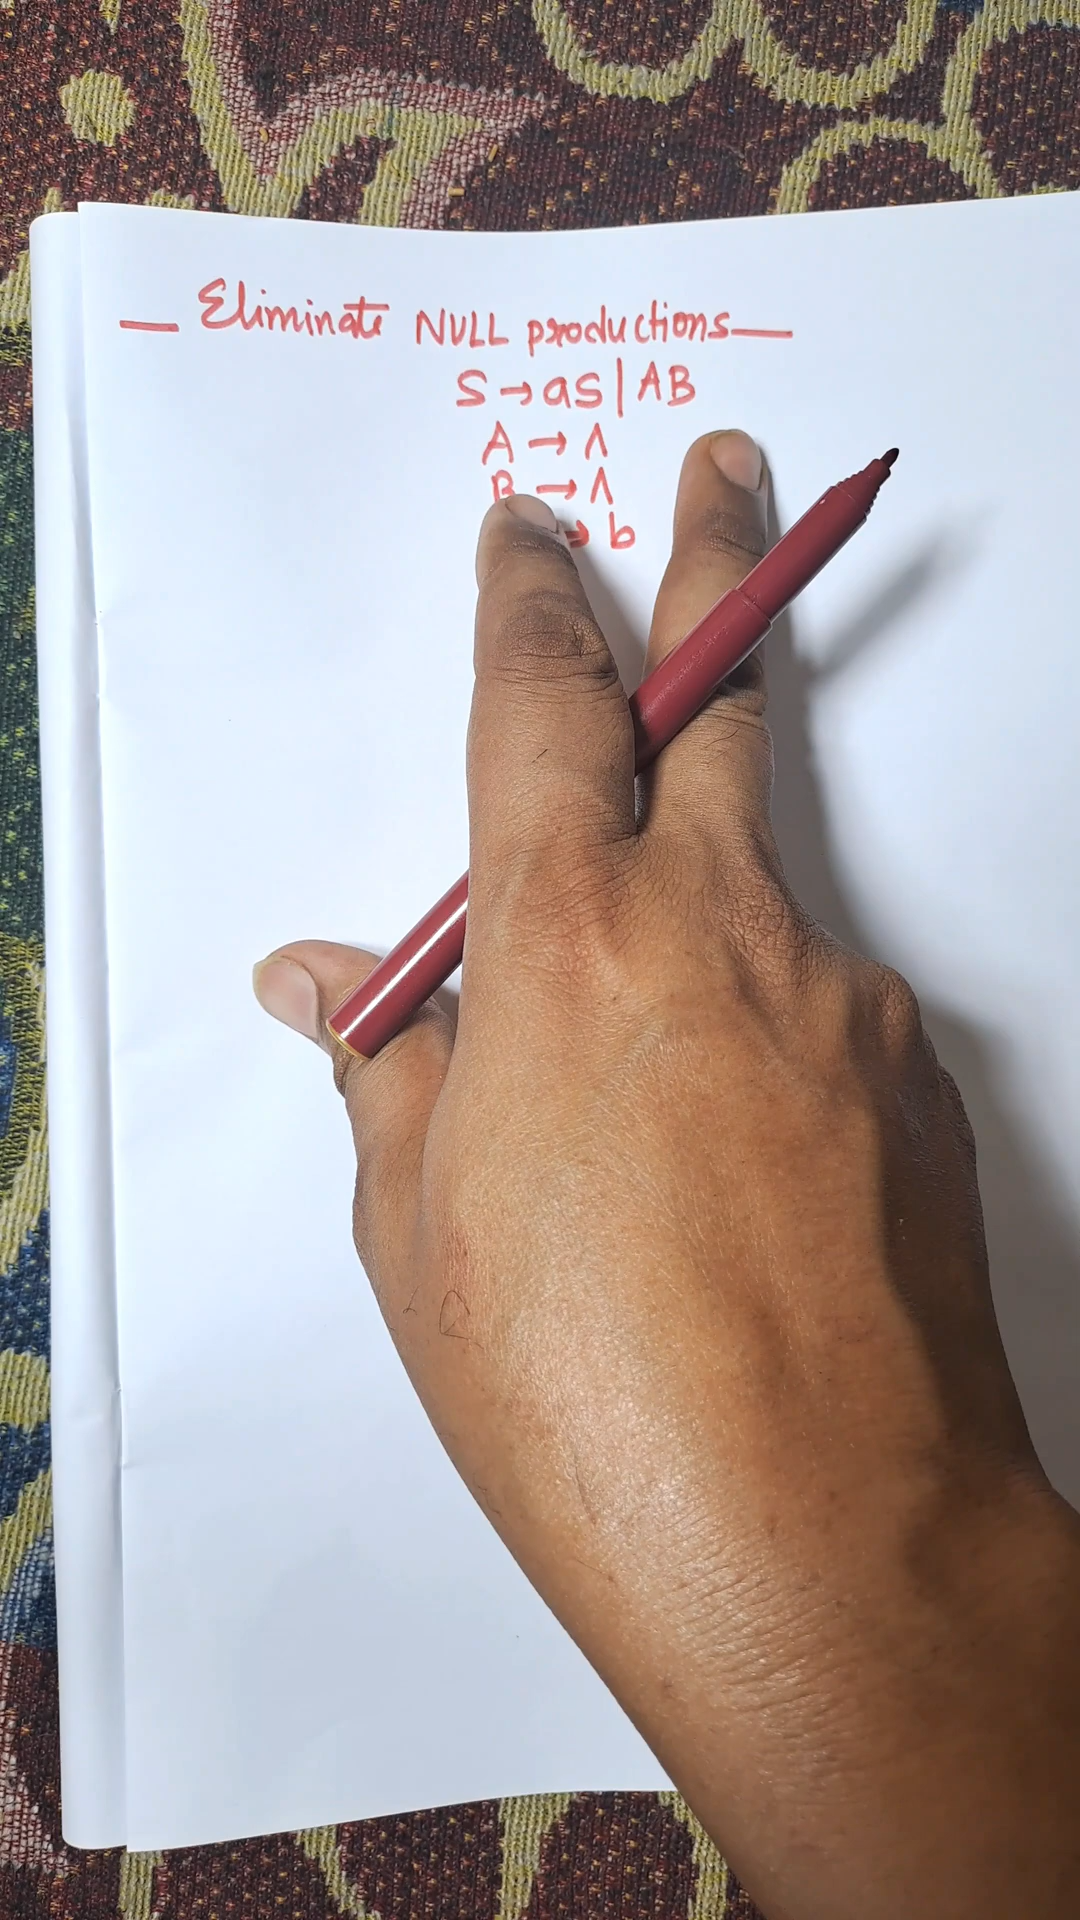 — Eliminate NULL productions —
S → aS | AB
A → Λ
B → Λ
→ b